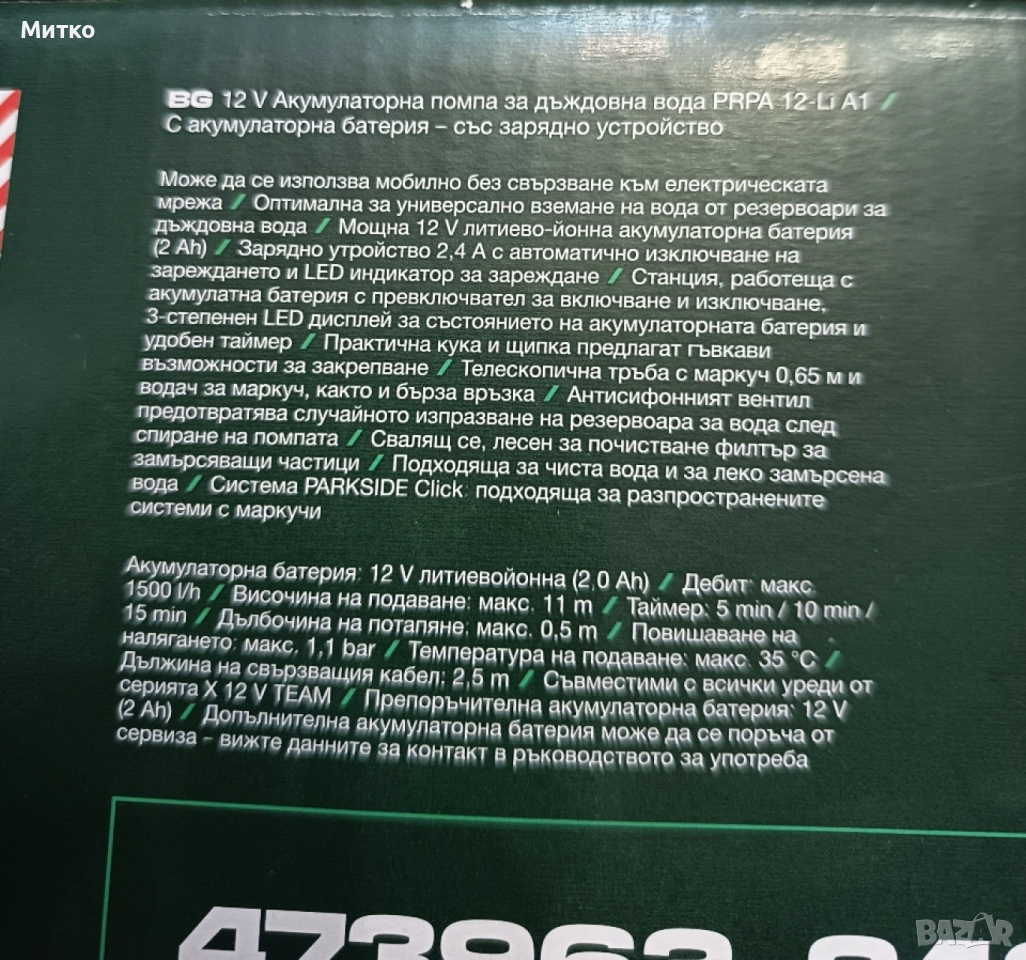 Митко
BG 12 V Акумулаторна помпа за дъждовна вода PRPA 12-Li A1 /
С акумулаторна батерия – със зарядно устройство
Може да се използва мобилно без свързване към електрическата
мрежа / Оптимална за универсално вземане на вода от резервоари за
дъждовна вода / Мощна 12 V литиево-йонна акумулаторна батерия
(2 Ah) / Зарядно утройство 2,4 A с автоматично изключване на
зареждането и LED индикатор за зареждане / Станция, работеща с
акумулатна батерия с превключвател за включване и изключване,
3-степенен LED дисплей за състоянието на акумулаторната батерия и
удобен таймер / Практична кука и щипка предлагат гъвкави
възможности за закрепване / Телескопична тръба с маркуч 0,65 м и
водач за маркуч, както и бърза връзка / Антисифонният вентил
предотвратява случайното изпразване на резервоара за вода след
спиране на помпата / Свалящ се, лесен за почистване филтър за
замърсяващи частици / Подходяща за чиста вода и за леко замърсена
вода / Система PARKSIDE Click: подходяща за разпространените
системи с маркучи
Акумулаторна батерия: 12 V литиевойонна (2,0 Ah) / Дебит: макс.
1500 l/h / Височина на подаване: макс. 11 m / Таймер: 5 min / 10 min /
15 min / Дълбочина на потапяне: макс. 0,5 m / Повишаване на
налягането: макс. 1,1 bar / Температура на подаване: макс. 35 °C /
Дължина на свързващия кабел: 2,5 m / Съвместими с всички уреди от
серията X 12 V TEAM / Препоръчителна акумулаторна батерия: 12 V
(2 Ah) / Допълнителна акумулаторна батерия може да се поръча от
сервиза – вижте данните за контакт в ръководството за употреба
BAZAR